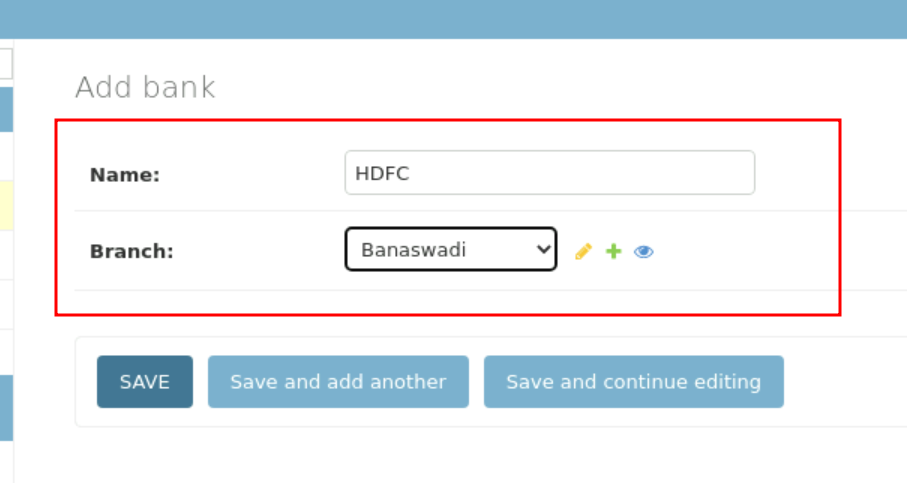 Add bank
Name: HDFC
Branch: Banaswadi
SAVE Save and add another Save and continue editing